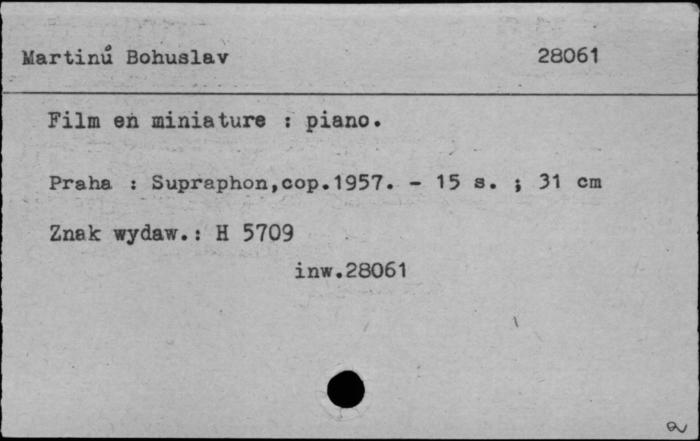 Martinů Bohuslav 28061
Film en miniature : piano.
Praha : Supraphon,cop.1957. - 15 s. ; 31 cm
Znak wydaw.: H 5709
inw.28061